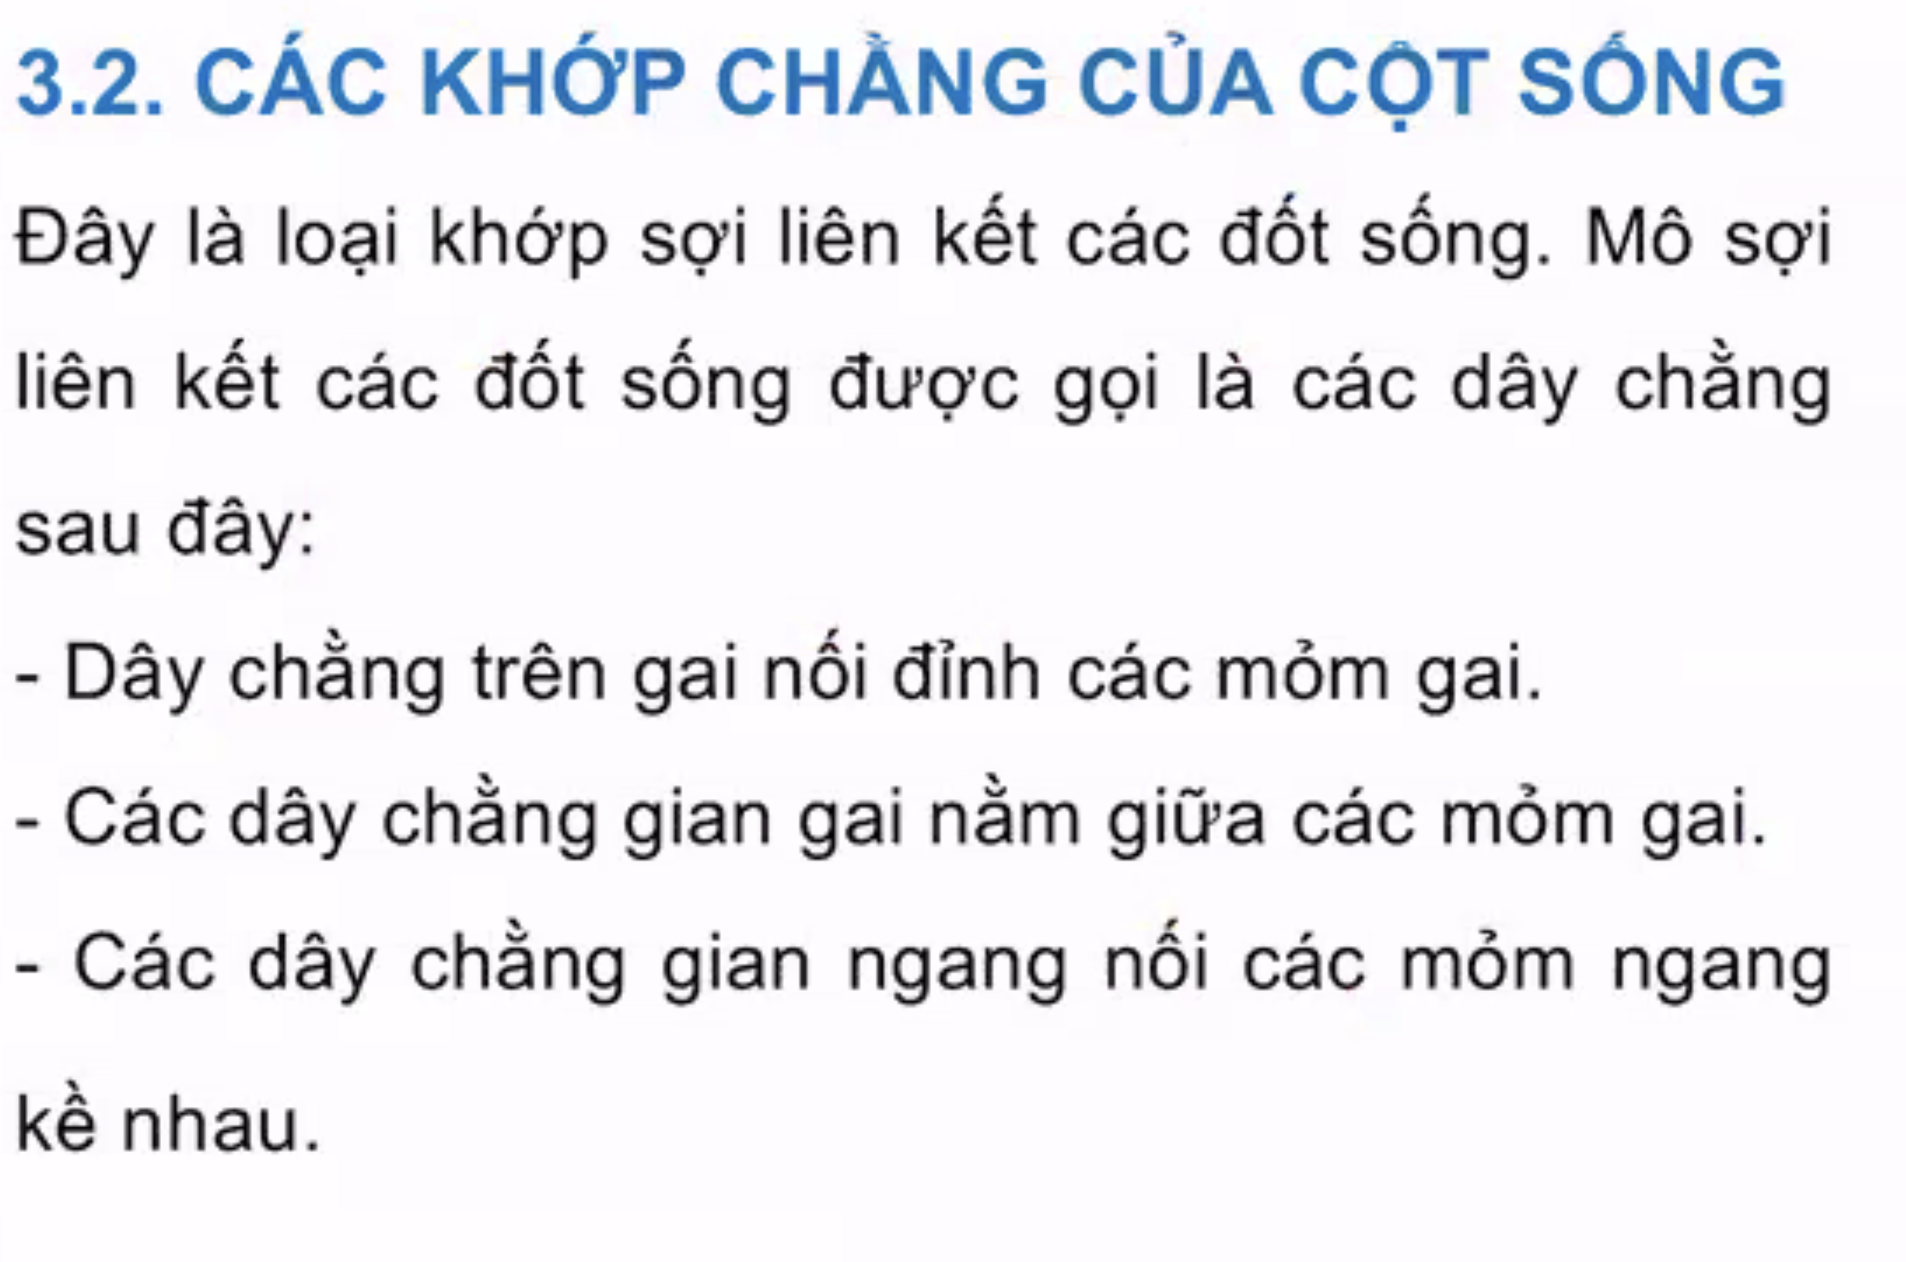 3.2. CÁC KHỚP CHẰNG CỦA CỘT SỐNG
Đây là loại khớp sợi liên kết các đốt sống. Mô sợi
liên kết các đốt sống được gọi là các dây chằng
sau đây:
- Dây chằng trên gai nối đỉnh các mỏm gai.
- Các dây chằng gian gai nằm giữa các mỏm gai.
- Các dây chằng gian ngang nối các mỏm ngang
kề nhau.